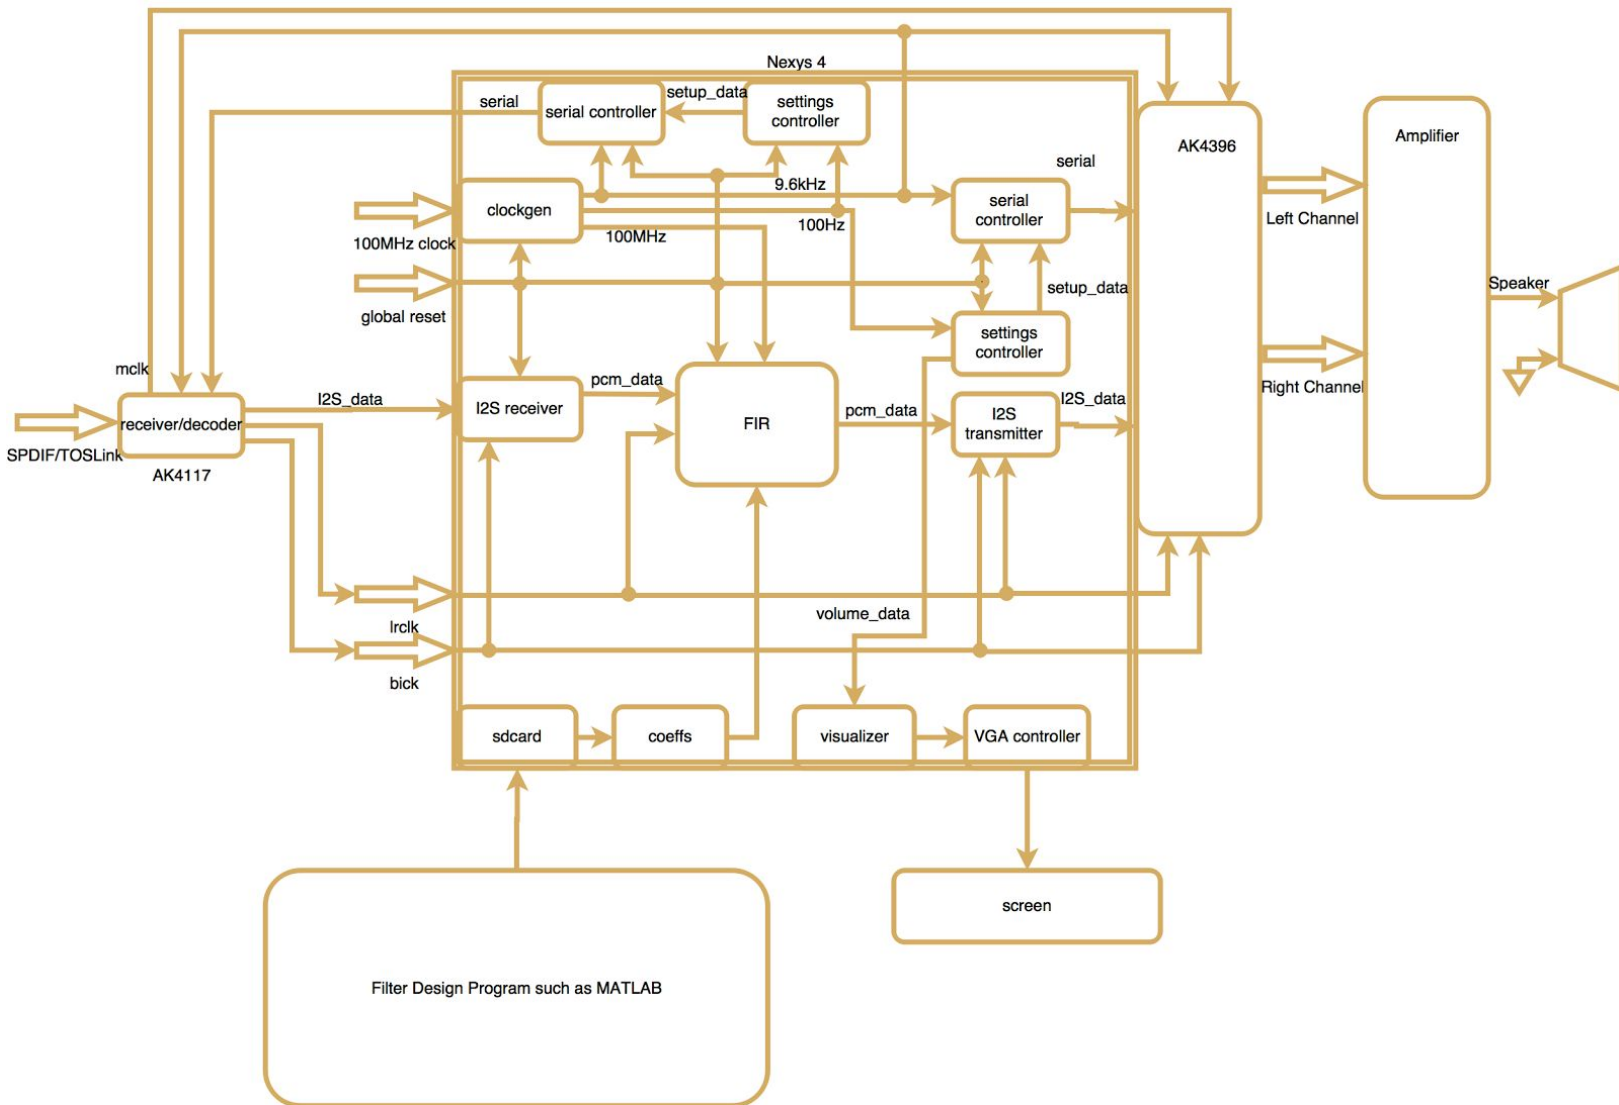 Nexys 4
serial
serial controller
setup_data
settings
controller
AK4396
Amplifier
serial
clockgen
9.6kHz
serial
controller
100MHz clock
100MHz
100Hz
Left Channel
global reset
setup_data
Speaker
settings
controller
mclk
I2S_data
pcm_data
Right Channel
receiver/decoder
I2S receiver
FIR
pcm_data
I2S
transmitter
I2S_data
SPDIF/TOSLink
AK4117
lrclk
volume_data
bick
sdcard
coeffs
visualizer
VGA controller
screen
Filter Design Program such as MATLAB